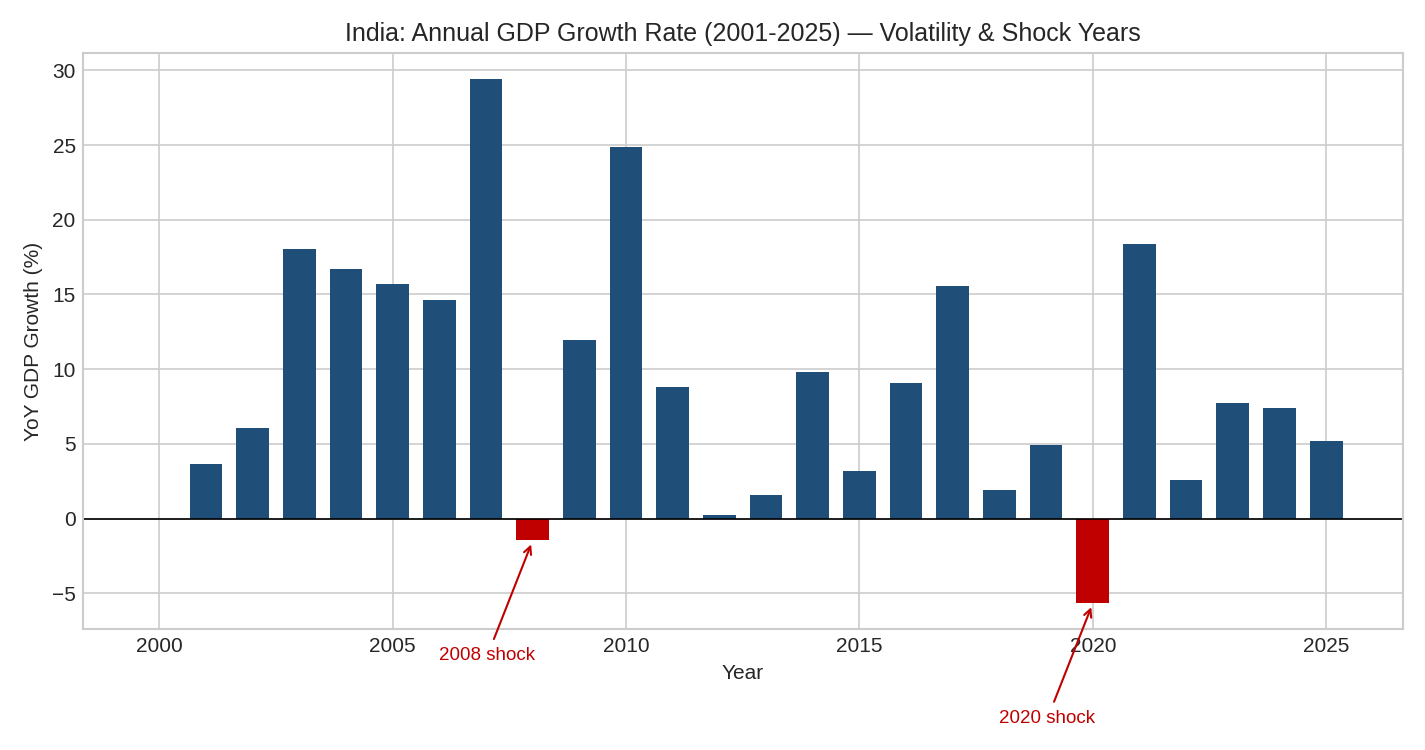 India: Annual GDP Growth Rate (2001-2025) — Volatility & Shock Years
YoY GDP Growth (%)
30
25
20
15
10
5
0
−5
2000
2005
2010
2015
2020
2025
2008 shock
Year
2020 shock